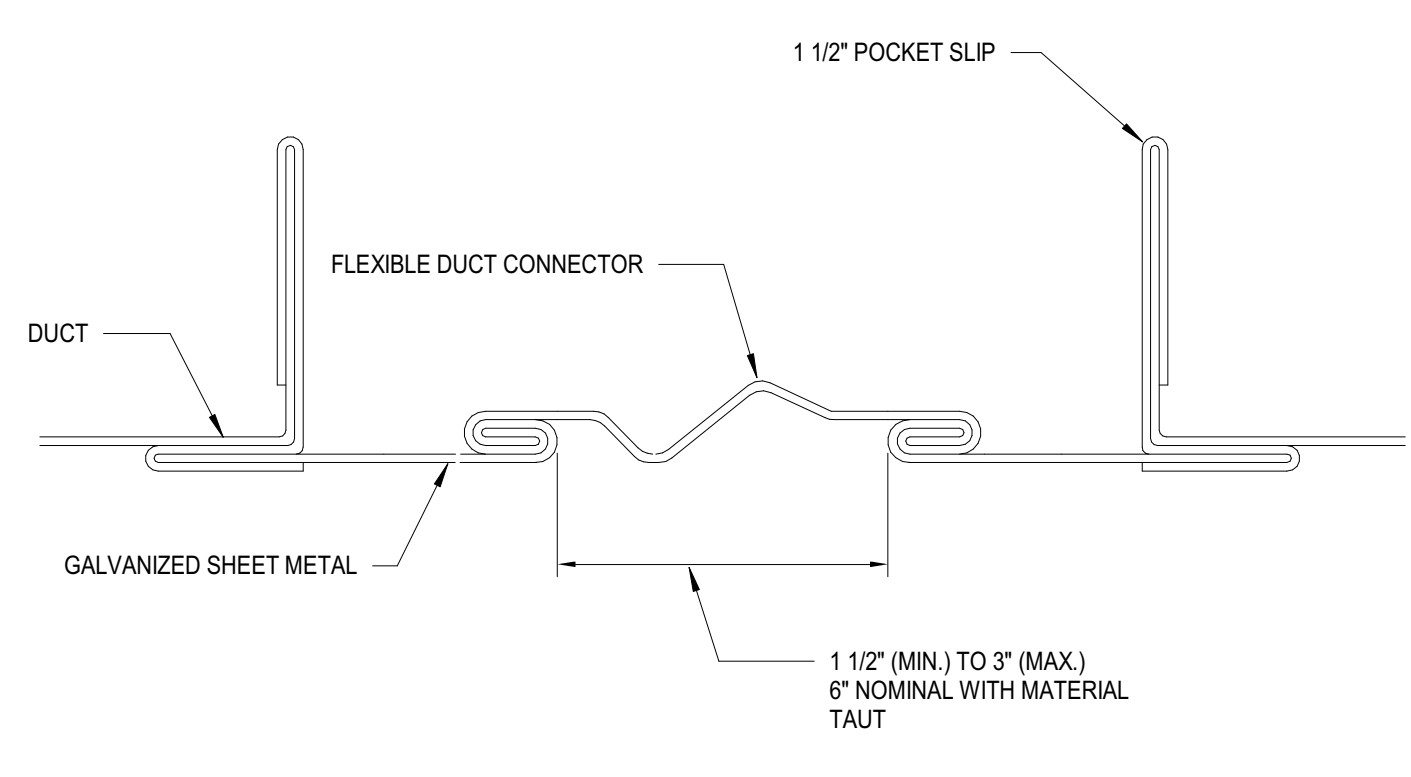 1 1/2" POCKET SLIP
FLEXIBLE DUCT CONNECTOR
DUCT
GALVANIZED SHEET METAL
1 1/2" (MIN.) TO 3" (MAX.)
6" NOMINAL WITH MATERIAL
TAUT